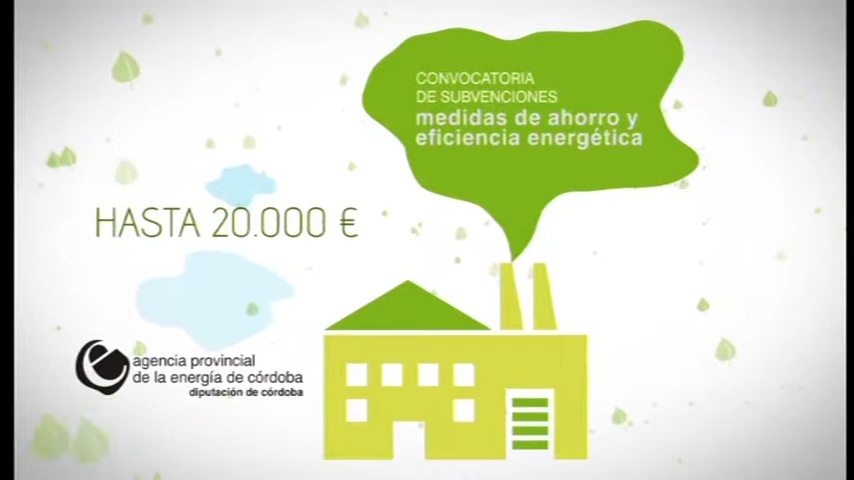 CONVOCATORIA
DE SUBVENCIONES
medidas de ahorro y
eficiencia energética
HASTA 20.000 €
agencia provincial
de la energía de córdoba
diputación de córdoba